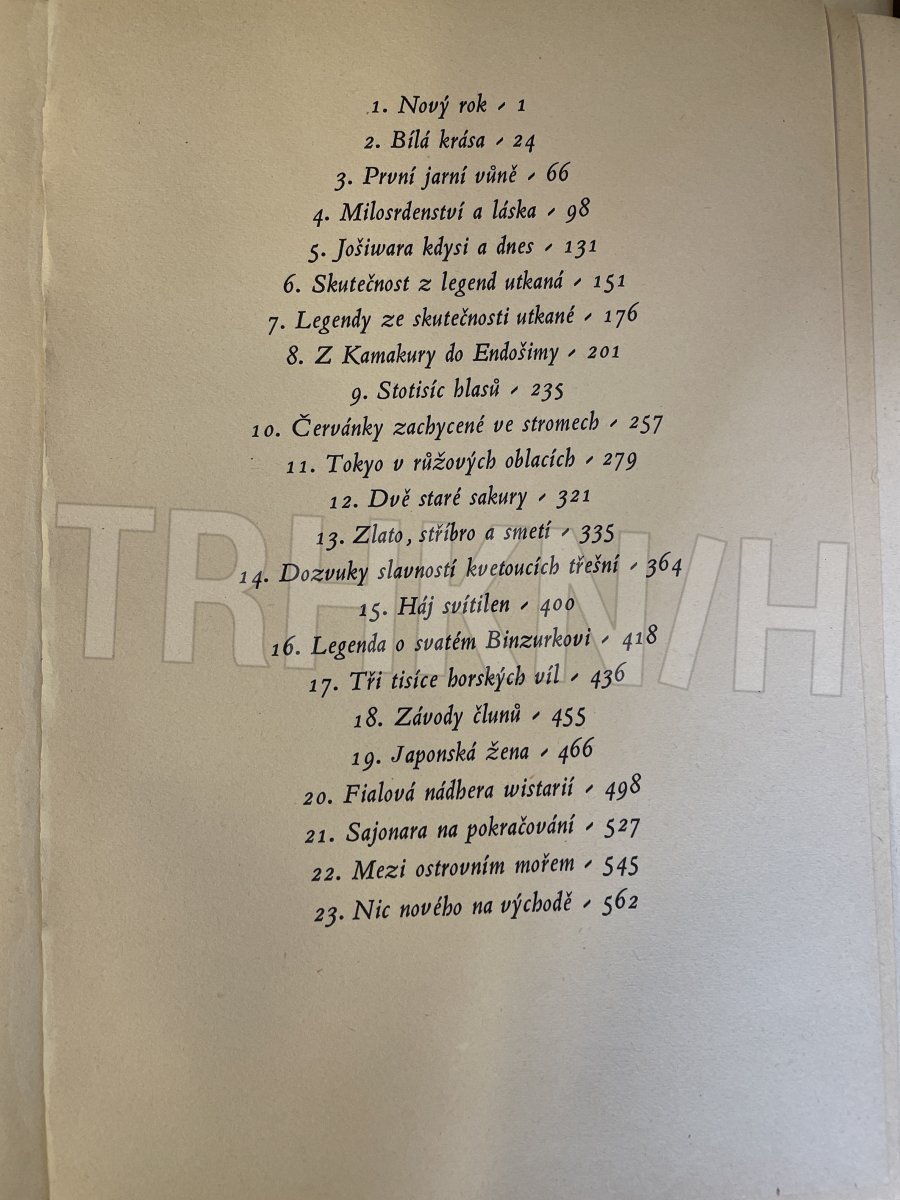 1. Nový rok · 1
2. Bílá krása · 24
3. První jarní vůně · 66
4. Milosrdenství a láska · 98
5. Jošiwara kdysi a dnes · 131
6. Skutečnost z legend utkaná · 151
7. Legendy ze skutečnosti utkané · 176
8. Z Kamakury do Endošimy · 201
9. Stotisíc hlasů · 235
10. Červánky zachycené ve stromech · 257
11. Tokyo v růžových oblacích · 279
12. Dvě staré sakury · 321
13. Zlato, stříbro a smetí · 335
14. Dozvuky slavností kvetoucích třešní · 364
15. Háj svítilen · 400
16. Legenda o svatém Binzurkovi · 418
17. Tři tisíce horských víl · 436
18. Závody člunů · 455
19. Japonská žena · 466
20. Fialová nádhera wistarií · 498
21. Sajonara na pokračování · 527
22. Mezi ostrovním mořem · 545
23. Nic nového na východě · 562
TRHKNIH